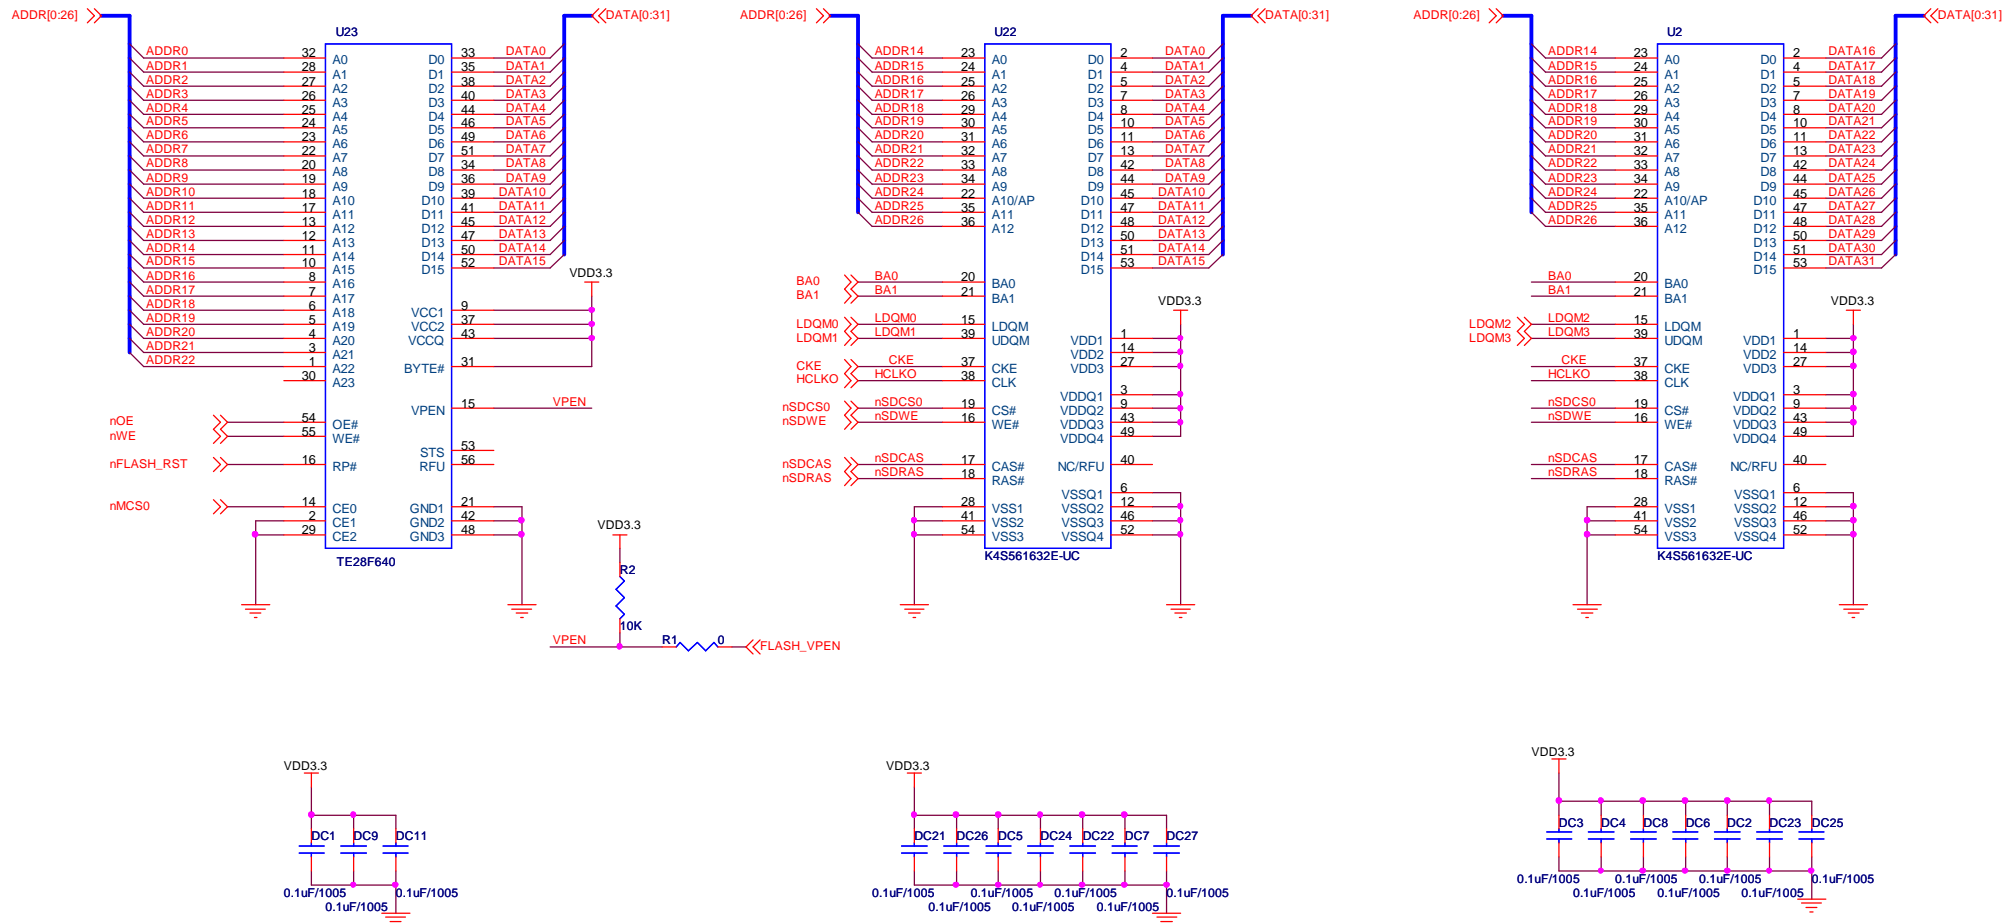 ADDR[0:26]
DATA[0:31]
U23
ADDR0 32 A0 D0 33 DATA0
ADDR1 28 A1 D1 35 DATA1
ADDR2 27 A2 D2 38 DATA2
ADDR3 26 A3 D3 40 DATA3
ADDR4 25 A4 D4 44 DATA4
ADDR5 24 A5 D5 46 DATA5
ADDR6 23 A6 D6 49 DATA6
ADDR7 22 A7 D7 51 DATA7
ADDR8 20 A8 D8 34 DATA8
ADDR9 19 A9 D9 36 DATA9
ADDR10 18 A10 D10 39 DATA10
ADDR11 17 A11 D11 41 DATA11
ADDR12 13 A12 D12 45 DATA12
ADDR13 12 A13 D13 47 DATA13
ADDR14 11 A14 D14 50 DATA14
ADDR15 10 A15 D15 52 DATA15
ADDR16 8 A16
VDD3.3
ADDR17 7 A17
ADDR18 6 A18 VCC1 9
ADDR19 5 A19 VCC2 37
ADDR20 4 A20 VCCQ 43
ADDR21 3 A21
ADDR22 1 A22 BYTE# 31
30 A23
VPEN 15 VPEN
nOE 54 OE#
nWE 55 WE#
STS 53
nFLASH_RST 16 RP# RFU 56
nMCS0 14 CE0 GND1 21
2 CE1 GND2 42
29 CE2 GND3 48
TE28F640
VDD3.3
R2
10K
VPEN R1 0 FLASH_VPEN
ADDR[0:26]
DATA[0:31]
U22
ADDR14 23 A0 D0 2 DATA0
ADDR15 24 A1 D1 4 DATA1
ADDR16 25 A2 D2 5 DATA2
ADDR17 26 A3 D3 7 DATA3
ADDR18 29 A4 D4 8 DATA4
ADDR19 30 A5 D5 10 DATA5
ADDR20 31 A6 D6 11 DATA6
ADDR21 32 A7 D7 13 DATA7
ADDR22 33 A8 D8 42 DATA8
ADDR23 34 A9 D9 44 DATA9
ADDR24 22 A10/AP D10 45 DATA10
ADDR25 35 A11 D11 47 DATA11
ADDR26 36 A12 D12 48 DATA12
D13 50 DATA13
D14 51 DATA14
D15 53 DATA15
BA0 BA0 20 BA0
BA1 BA1 21 BA1
VDD3.3
LDQM0 LDQM0 15 LDQM
LDQM1 LDQM1 39 UDQM VDD1 1
VDD2 14
CKE CKE 37 CKE VDD3 27
HCLKO HCLKO 38 CLK
VDDQ1 3
nSDCS0 nSDCS0 19 CS# VDDQ2 9
nSDWE nSDWE 16 WE# VDDQ3 43
VDDQ4 49
nSDCAS nSDCAS 17 CAS# NC/RFU 40
nSDRAS nSDRAS 18 RAS#
VSSQ1 6
28 VSS1 VSSQ2 12
41 VSS2 VSSQ3 46
54 VSS3 VSSQ4 52
K4S561632E-UC
ADDR[0:26]
DATA[0:31]
U2
ADDR14 23 A0 D0 2 DATA16
ADDR15 24 A1 D1 4 DATA17
ADDR16 25 A2 D2 5 DATA18
ADDR17 26 A3 D3 7 DATA19
ADDR18 29 A4 D4 8 DATA20
ADDR19 30 A5 D5 10 DATA21
ADDR20 31 A6 D6 11 DATA22
ADDR21 32 A7 D7 13 DATA23
ADDR22 33 A8 D8 42 DATA24
ADDR23 34 A9 D9 44 DATA25
ADDR24 22 A10/AP D10 45 DATA26
ADDR25 35 A11 D11 47 DATA27
ADDR26 36 A12 D12 48 DATA28
D13 50 DATA29
D14 51 DATA30
D15 53 DATA31
BA0 20 BA0
BA1 21 BA1
VDD3.3
LDQM2 LDQM2 15 LDQM
LDQM3 LDQM3 39 UDQM VDD1 1
VDD2 14
CKE 37 CKE VDD3 27
HCLKO 38 CLK
VDDQ1 3
nSDCS0 19 CS# VDDQ2 9
nSDWE 16 WE# VDDQ3 43
VDDQ4 49
nSDCAS 17 CAS# NC/RFU 40
nSDRAS 18 RAS#
VSSQ1 6
28 VSS1 VSSQ2 12
41 VSS2 VSSQ3 46
54 VSS3 VSSQ4 52
K4S561632E-UC
VDD3.3
DC1 DC9 DC11
0.1uF/1005 0.1uF/1005
0.1uF/1005
VDD3.3
DC21 DC26 DC5 DC24 DC22 DC7 DC27
0.1uF/1005 0.1uF/1005 0.1uF/1005 0.1uF/1005
0.1uF/1005 0.1uF/1005 0.1uF/1005
VDD3.3
DC3 DC4 DC8 DC6 DC2 DC23 DC25
0.1uF/1005 0.1uF/1005 0.1uF/1005 0.1uF/1005
0.1uF/1005 0.1uF/1005 0.1uF/1005